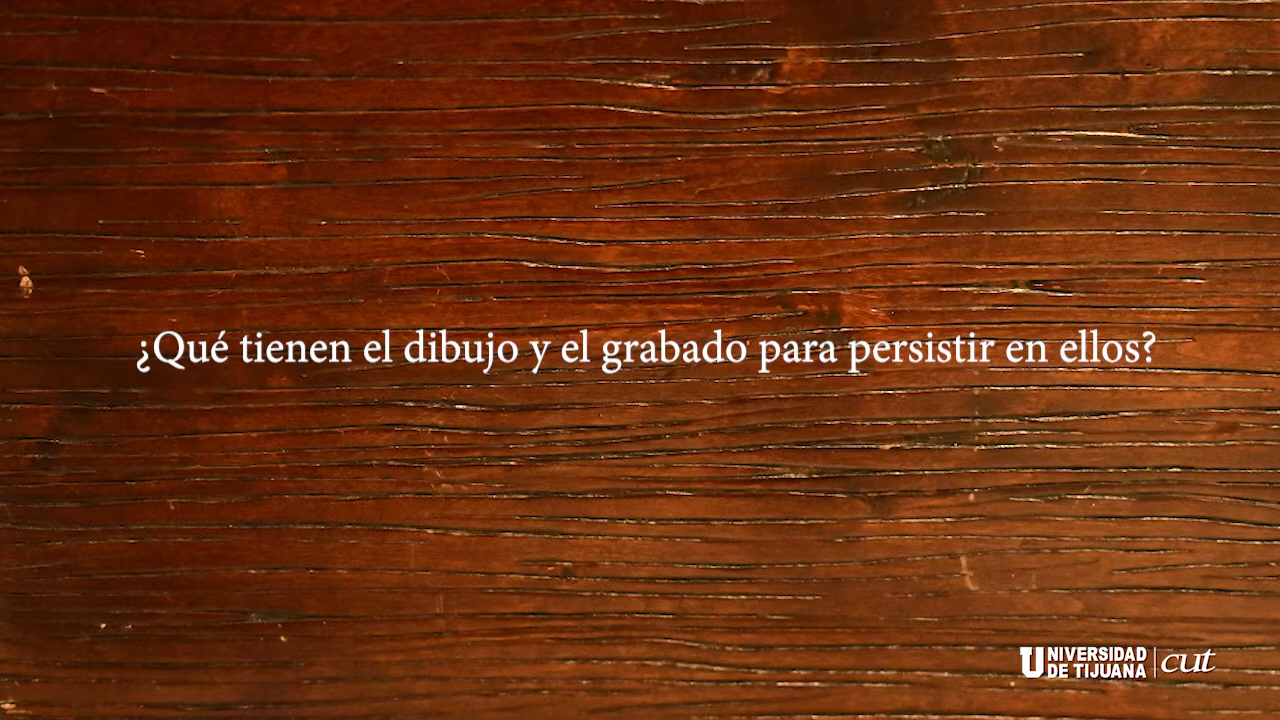 ¿Qué tienen el dibujo y el grabado para persistir en ellos?
UNIVERSIDAD
DE TIJUANA
cut